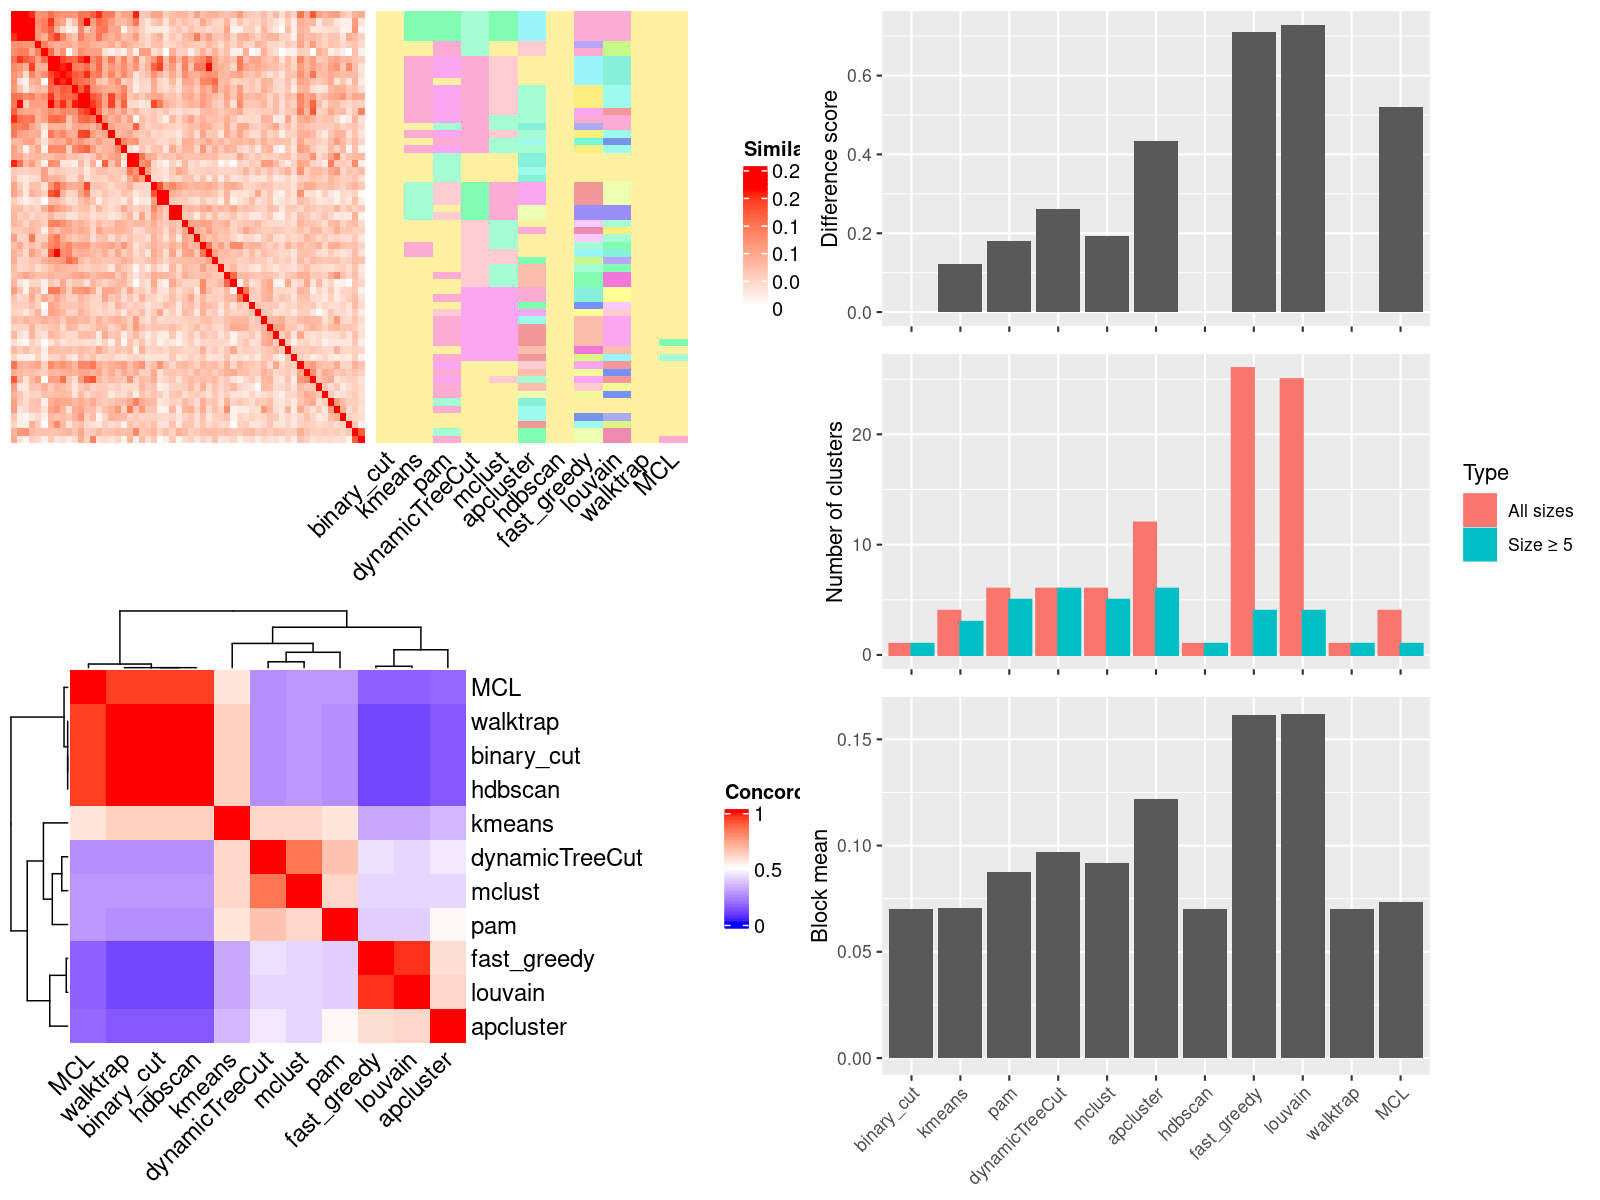 Simila
0.2
0.2
0.1
0.1
0.0
0
binary_cut
kmeans
pam
dynamicTreeCut
mclust
apcluster
hdbscan
fast_greedy
louvain
walktrap
MCL
MCL
walktrap
binary_cut
hdbscan
kmeans
dynamicTreeCut
mclust
pam
fast_greedy
louvain
apcluster
MCL
walktrap
binary_cut
hdbscan
kmeans
dynamicTreeCut
mclust
pam
fast_greedy
louvain
apcluster
Concord
1
0.5
0
Difference score
0.6
0.4
0.2
0.0
Number of clusters
20
10
0
Type
All sizes
Size ≥ 5
Block mean
0.15
0.10
0.05
0.00
binary_cut
kmeans
pam
dynamicTreeCut
mclust
apcluster
hdbscan
fast_greedy
louvain
walktrap
MCL